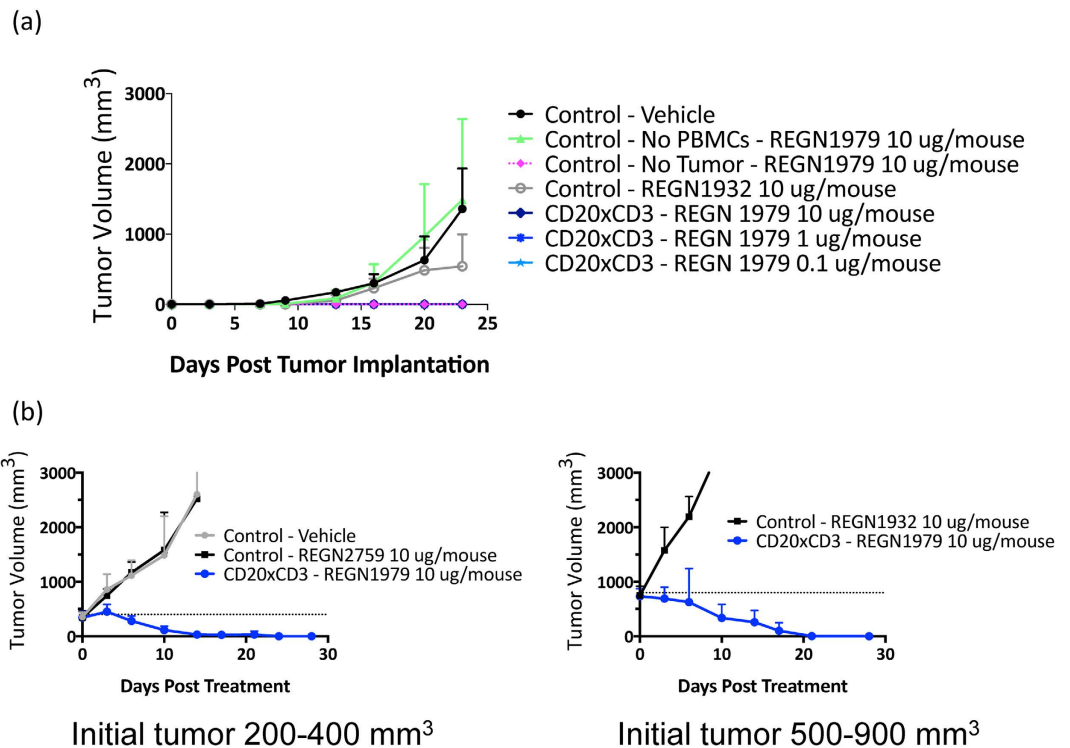 (a)
Tumor Volume (mm3)
3000
2000
1000
0
0 5 10 15 20 25
Days Post Tumor Implantation
Control - Vehicle
Control - No PBMCs - REGN1979 10 ug/mouse
Control - No Tumor - REGN1979 10 ug/mouse
Control - REGN1932 10 ug/mouse
CD20xCD3 - REGN 1979 10 ug/mouse
CD20xCD3 - REGN 1979 1 ug/mouse
CD20xCD3 - REGN 1979 0.1 ug/mouse
(b)
Tumor Volume (mm3)
3000
2000
1000
0
0 10 20 30
Days Post Treatment
Control - Vehicle
Control - REGN2759 10 ug/mouse
CD20xCD3 - REGN1979 10 ug/mouse
Initial tumor 200-400 mm3
Tumor Volume (mm3)
3000
2000
1000
0
0 10 20 30
Days Post Treatment
Control - REGN1932 10 ug/mouse
CD20xCD3 - REGN1979 10 ug/mouse
Initial tumor 500-900 mm3